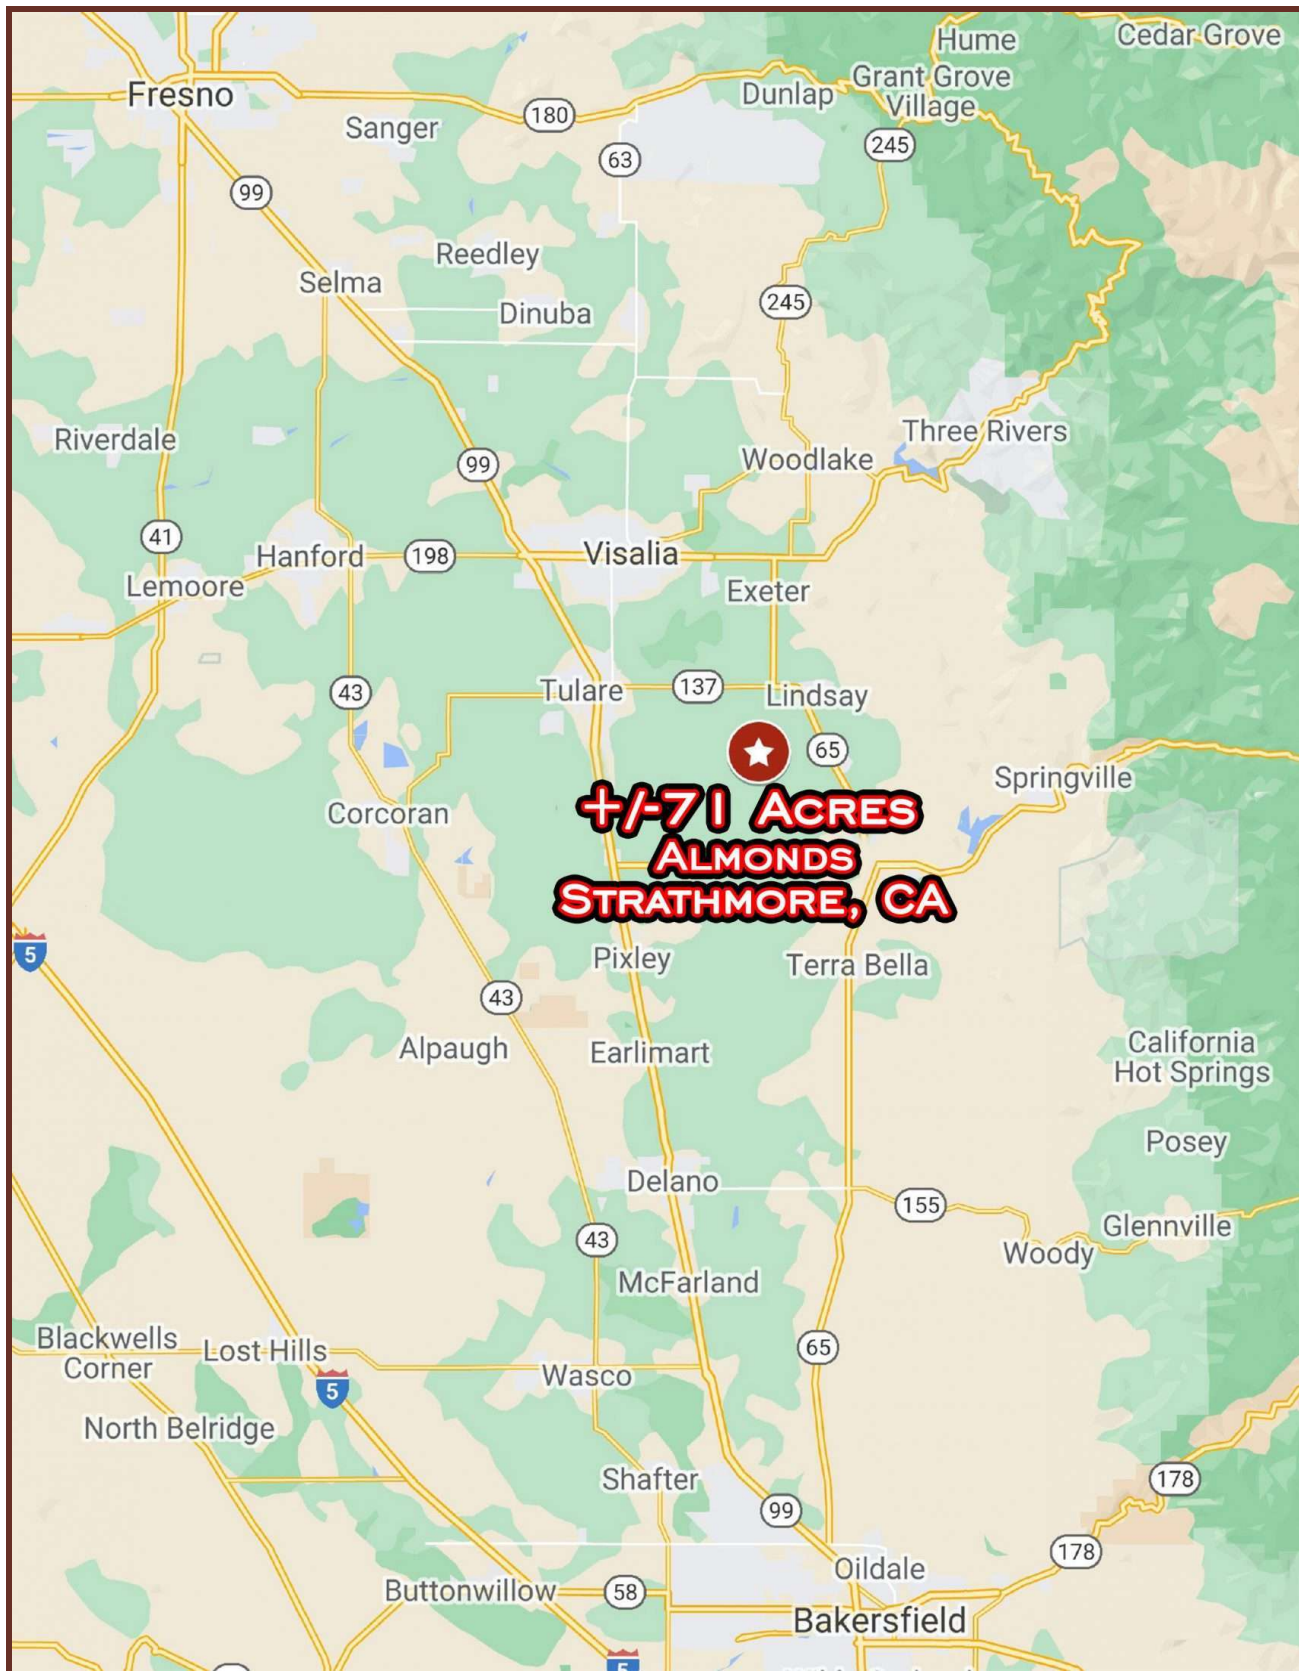 Hume
Cedar Grove
Grant Grove
Village
Dunlap
Fresno
Sanger
180
63
245
99
Reedley
Selma
Dinuba
245
Riverdale
Three Rivers
Woodlake
99
41
Hanford
198
Visalia
Lemoore
Exeter
43
Tulare
137
Lindsay
65
Springville
+/-71 Acres
Almonds
Strathmore, CA
Corcoran
5
Pixley
Terra Bella
43
Alpaugh
Earlimart
California
Hot Springs
Posey
Delano
155
Glennville
Woody
43
McFarland
65
Blackwells
Corner
Lost Hills
5
Wasco
North Belridge
Shafter
178
99
178
Oildale
Buttonwillow
58
Bakersfield
5